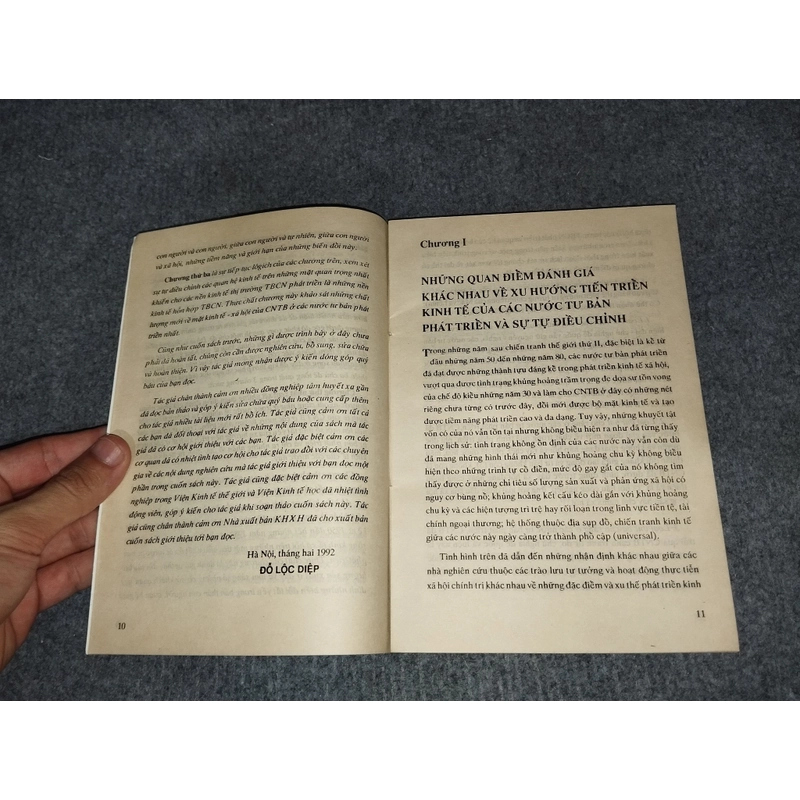 con người và con người, giữa con người và tự nhiên, giữa con người
và xã hội, những tiềm năng và giới hạn của những biến đổi này.
Chương thứ ba là sự tiếp tục lôgich của các chương trên, xem xét
sự tự điều chỉnh các quan hệ kinh tế trên những mặt quan trọng nhất
khiến cho các nền kinh tế thị trường TBCN phát triển là những nền
kinh tế hỗn hợp TBCN. Thực chất chương này khảo sát những chất
lượng mới về mặt kinh tế - xã hội của CNTB ở các nước tư bản phát
triển nhất.
Cũng như cuốn sách trước, những gì được trình bày ở đây chưa
phải đã hoàn tất, chúng còn cần được nghiên cứu, bổ sung, sửa chữa
và hoàn thiện. Vì vậy tác giả mong nhận được ý kiến đóng góp quý
báu của bạn đọc.
Tác giả chân thành cảm ơn nhiều đồng nghiệp tâm huyết xa gần
đã đọc bản thảo và góp ý kiến sửa chữa quý báu hoặc cung cấp thêm
cho tác giả nhiều tài liệu mới rất bổ ích. Tác giả cũng cảm ơn tất cả
các bạn đã đối thoại với tác giả về những nội dung của sách mà tác
giả đã có cơ hội giới thiệu với các bạn. Tác giả đặc biệt cảm ơn các
cơ quan đã có nhiệt tình tạo cơ hội cho tác giả trao đổi với các chuyên
gia về các nội dung nghiên cứu mà tác giả giới thiệu với bạn đọc một
phần trong cuốn sách này. Tác giả cũng đặc biệt cảm ơn các đồng
nghiệp trong Viện Kinh tế thế giới và Viện Kinh tế học đã nhiệt tình
động viên, góp ý kiến cho tác giả khi soạn thảo cuốn sách này. Tác
giả cũng chân thành cảm ơn Nhà xuất bản KHXH đã cho xuất bản
cuốn sách giới thiệu tới bạn đọc.
Hà Nội, tháng hai 1992
ĐỖ LỘC DIỆP
10
Chương I
NHỮNG QUAN ĐIỂM ĐÁNH GIÁ
KHÁC NHAU VỀ XU HƯỚNG TIẾN TRIỂN
KINH TẾ CỦA CÁC NƯỚC TƯ BẢN
PHÁT TRIỂN VÀ SỰ TỰ ĐIỀU CHỈNH
Trong những năm sau chiến tranh thế giới thứ II, đặc biệt là kể từ
đầu những năm 50 đến những năm 80, các nước tư bản phát triển
đã đạt được những thành tựu đáng kể trong phát triển kinh tế xã hội,
vượt qua được tình trạng khủng hoảng trầm trọng đe dọa sự tồn vong
của chế độ kiểu những năm 30 và làm cho CNTB ở đây có những nét
riêng chưa từng có trước đây, đổi mới được bộ mặt kinh tế và tạo
được tiềm năng phát triển cao và đa dạng. Tuy vậy, những khuyết tật
vốn có của nó vẫn tồn tại nhưng không biểu hiện ra như đã từng thấy
trong lịch sử: tình trạng không ổn định của các nước này vẫn còn dù
đã mang những hình thái mới như khủng hoảng chu kỳ không biểu
hiện theo những trình tự cổ điển, mức độ gay gắt của nó không tìm
thấy được ở những chỉ tiêu số lượng sản xuất và phản ứng xã hội có
nguy cơ bùng nổ; khủng hoảng kết cấu kéo dài gắn với khủng hoảng
chu kỳ và các hiện tượng trì trệ hay rối loạn trong lĩnh vực tiền tệ, tài
chính ngoại thương; hệ thống thuộc địa sụp đổ, chiến tranh kinh tế
giữa các nước này ngày càng trở thành phổ cập (universal).
Tình hình trên đã dẫn đến những nhận định khác nhau giữa các
nhà nghiên cứu thuộc các trào lưu tư tưởng và hoạt động thực tiễn
xã hội chính trị khác nhau về những đặc điểm và xu thế phát triển kinh
11